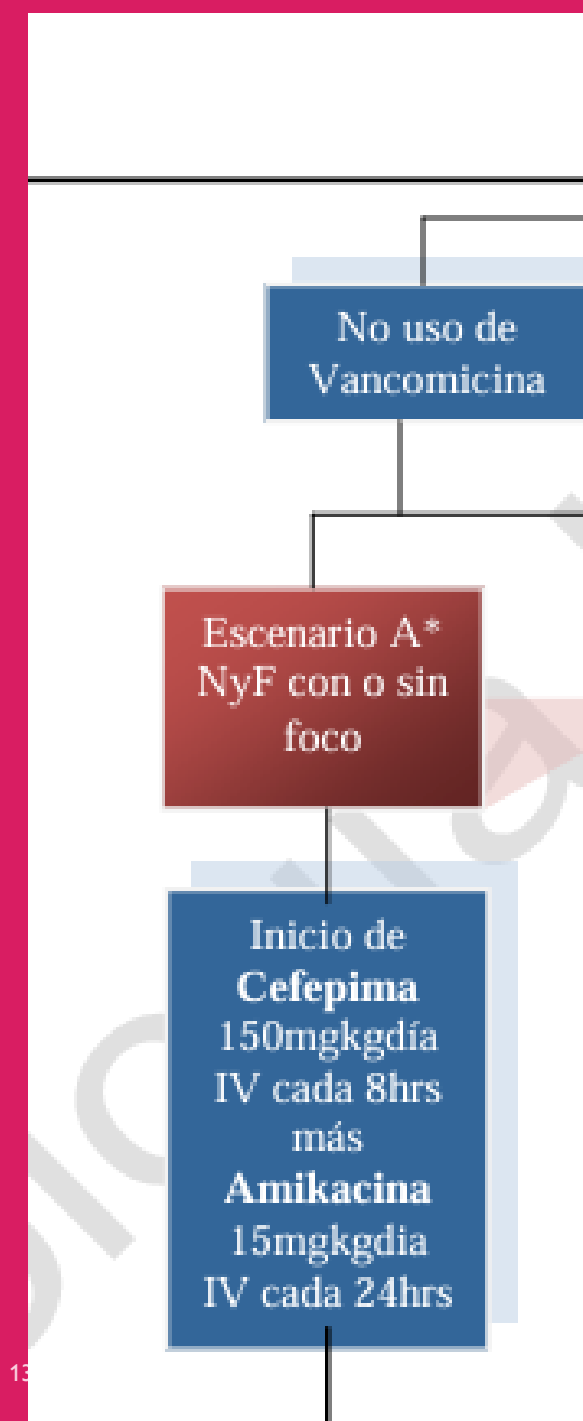 No uso de
Vancomicina
Escenario A*
NyF con o sin
foco
Inicio de
Cefepima
150mgkgdía
IV cada 8hrs
más
Amikacina
15mgkgdia
IV cada 24hrs